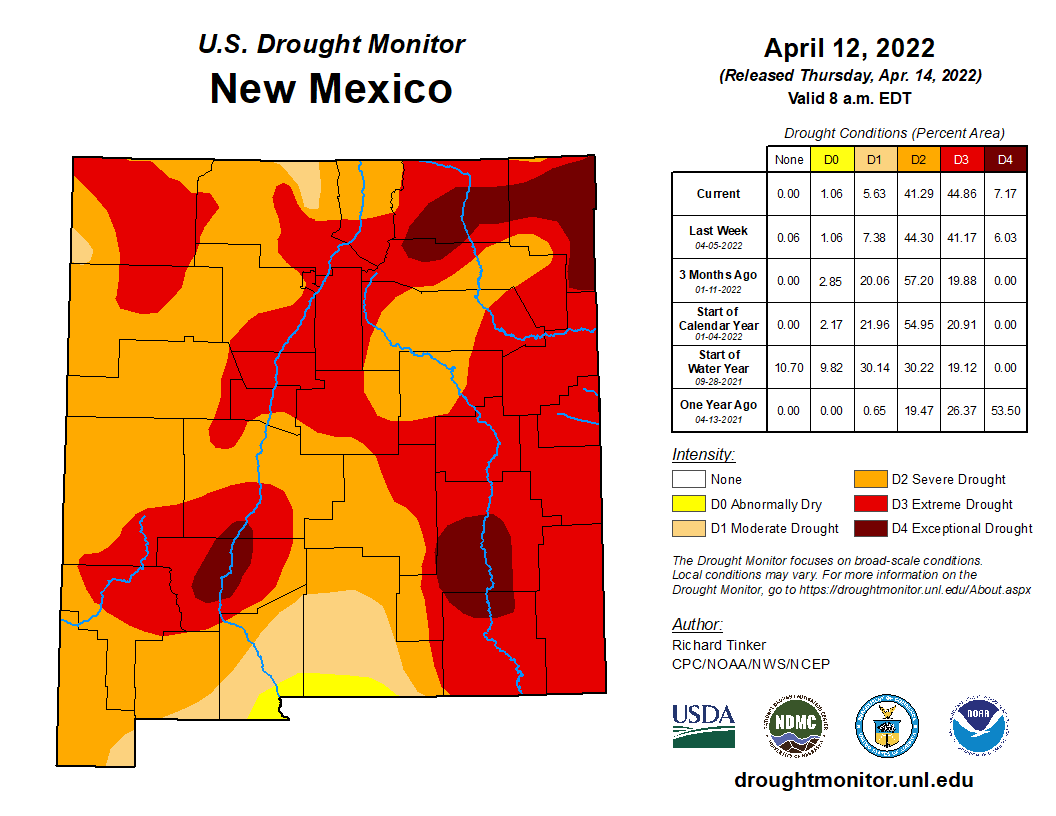 U.S. Drought Monitor
New Mexico
April 12, 2022
(Released Thursday, Apr. 14, 2022)
Valid 8 a.m. EDT
Drought Conditions (Percent Area)
None D0 D1 D2 D3 D4
Current 0.00 1.06 5.63 41.29 44.86 7.17
Last Week
04-05-2022
0.06 1.06 7.38 44.30 41.17 6.03
3 Months Ago
01-11-2022
0.00 2.85 20.06 57.20 19.88 0.00
Start of
Calendar Year
01-04-2022
0.00 2.17 21.96 54.95 20.91 0.00
Start of
Water Year
09-28-2021
10.70 9.82 30.14 30.22 19.12 0.00
One Year Ago
04-13-2021
0.00 0.00 0.65 19.47 26.37 53.50
Intensity:
None
D0 Abnormally Dry
D1 Moderate Drought
D2 Severe Drought
D3 Extreme Drought
D4 Exceptional Drought
The Drought Monitor focuses on broad-scale conditions.
Local conditions may vary. For more information on the
Drought Monitor, go to https://droughtmonitor.unl.edu/About.aspx
Author:
Richard Tinker
CPC/NOAA/NWS/NCEP
USDA
NDMC
NOAA
droughtmonitor.unl.edu